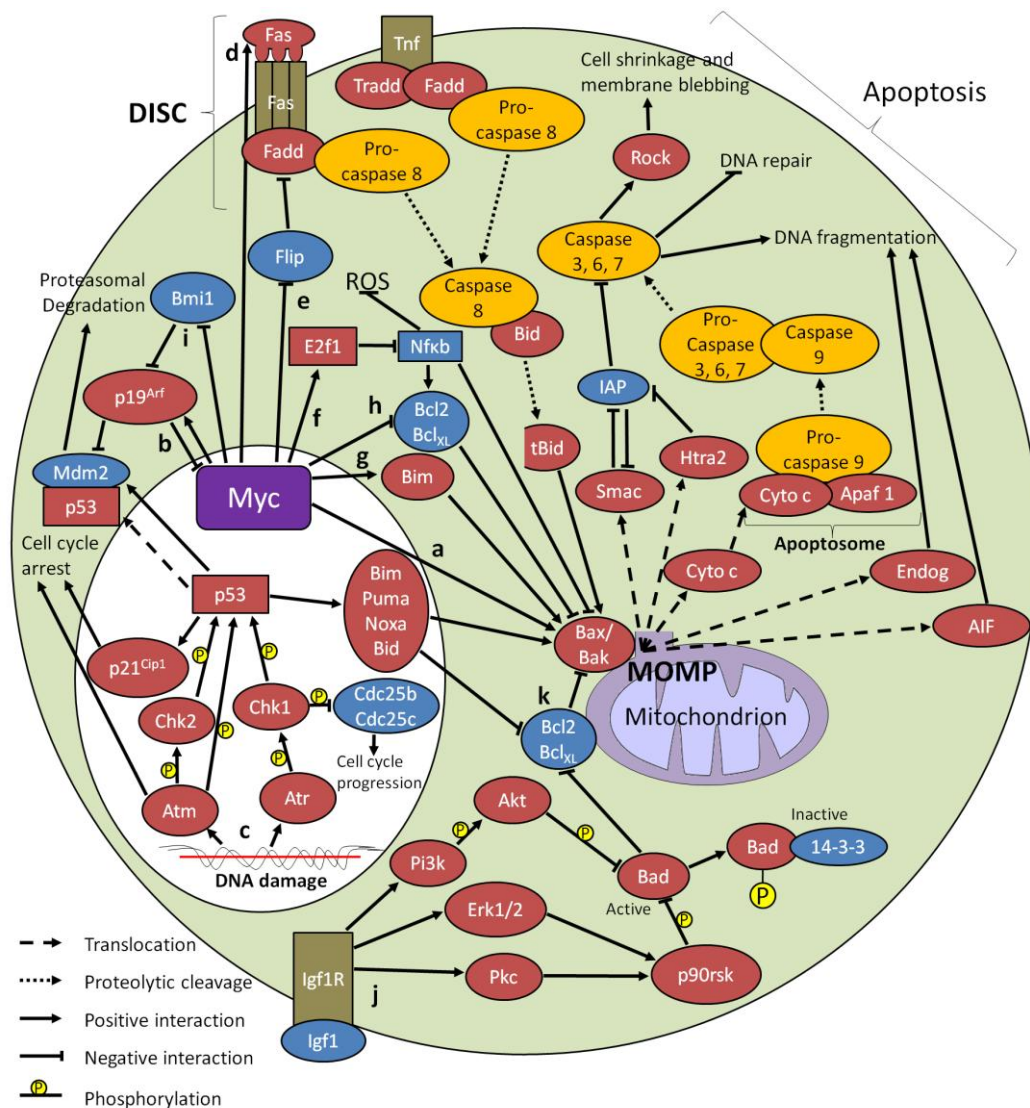 Fas
d
Tnf
Cell shrinkage and
membrane blebbing
Apoptosis
DISC
Fas
Tradd
Fadd
Pro-
caspase 8
Fadd
Pro-
caspase 8
Rock
DNA repair
Caspase
3, 6, 7
DNA fragmentation
Flip
Proteasomal
Degradation
Bmi1
e
ROS
Caspase
8
Bid
i
E2f1
Nfκb
Pro-
Caspase
3, 6, 7
Caspase
9
p19Arf
f
h
Bcl2
BclXL
IAP
b
tBid
Htra2
Pro-
caspase 9
Mdm2
p53
Myc
g
Bim
Smac
Cyto c
Apaf 1
Apoptosome
Cell cycle
arrest
a
Cyto c
Endog
p53
Bim
Puma
Noxa
Bid
Bax/
Bak
AIF
p21Cip1
P
P
MOMP
k
Chk2
Chk1
P
Cdc25b
Cdc25c
Bcl2
BclXL
Mitochondrion
P
P
P
Cell cycle
progression
Atm
Atr
Akt
Inactive
c
P
P
Bad
14-3-3
DNA damage
Pi3k
Bad
P
Active
Erk1/2
P
Translocation
Igf1R
Pkc
p90rsk
Proteolytic cleavage
j
Positive interaction
Igf1
Negative interaction
P
Phosphorylation